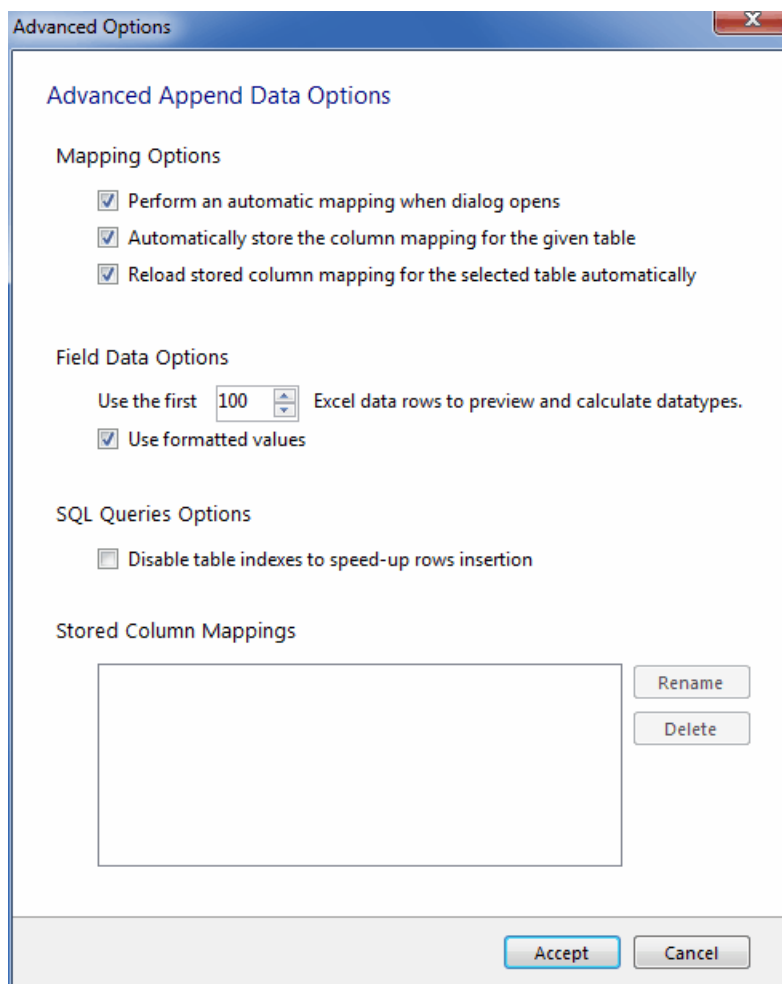 Advanced Options
X
Advanced Append Data Options
Mapping Options
Perform an automatic mapping when dialog opens
Automatically store the column mapping for the given table
Reload stored column mapping for the selected table automatically
Field Data Options
Use the first 100 Excel data rows to preview and calculate datatypes.
Use formatted values
SQL Queries Options
Disable table indexes to speed-up rows insertion
Stored Column Mappings
Rename
Delete
Accept Cancel